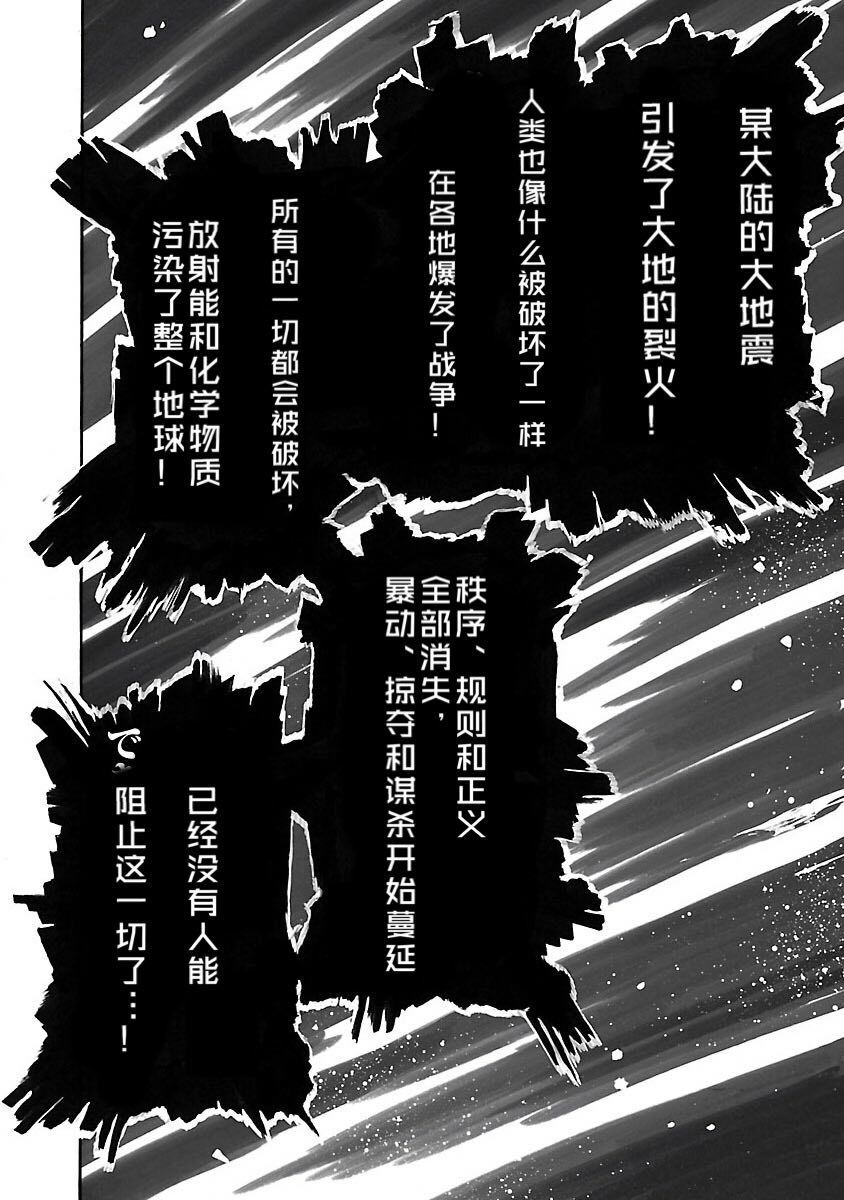 某大陆的大地震
引发了大地的裂火！
人类也像什么被破坏了一样
在各地爆发了战争！
所有的一切都会被破坏，
放射能和化学物质
污染了整个地球！
秩序、规则和正义
全部消失，
暴动、掠夺和谋杀开始蔓延
已经没有人能
で
阻止这一切了…！